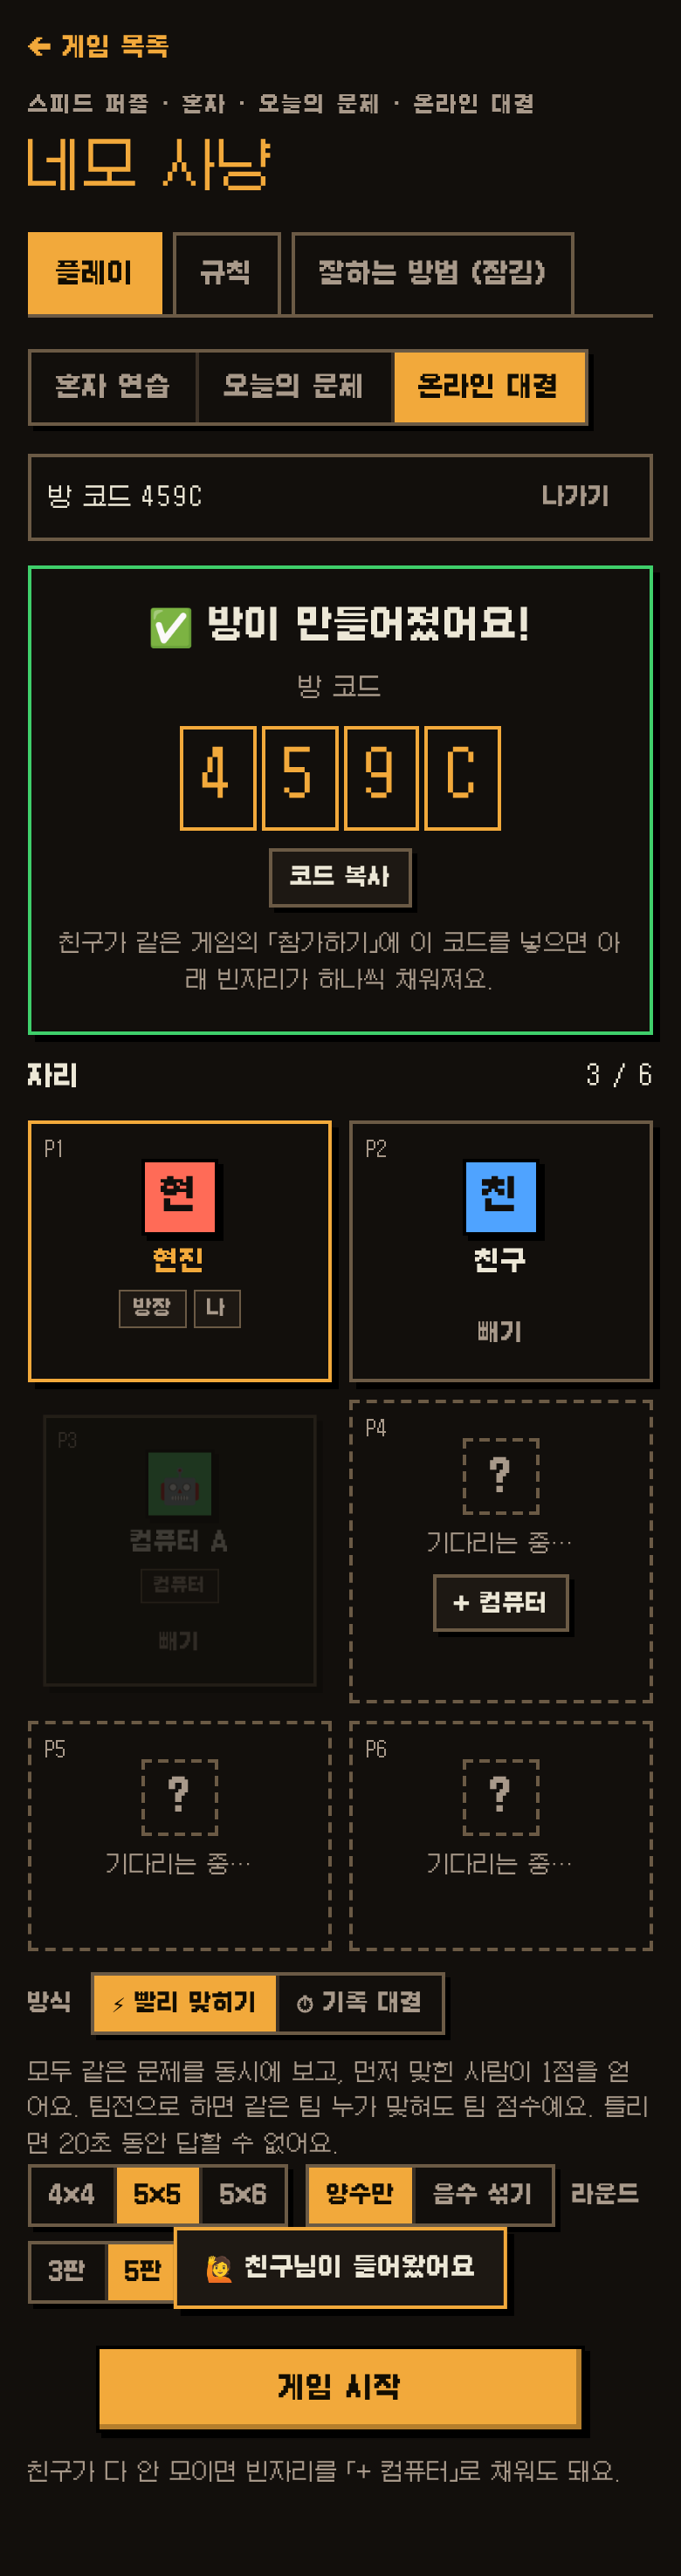 ← 게임 목록
스피드 퍼즐 · 혼자 · 오늘의 문제 · 온라인 대결
네모 사냥
플레이 규칙 잘하는 방법 (잠김)
혼자 연습 오늘의 문제 온라인 대결
방 코드 459C 나가기
✅ 방이 만들어졌어요!
방 코드
4 5 9 C
코드 복사
친구가 같은 게임의 「참가하기」에 이 코드를 넣으면 아
래 빈자리가 하나씩 채워져요.
자리 3 / 6
P1 P2
현 친
현진 친구
방장 나
빼기
P3 P4
?
컴퓨터 A 기다리는 중…
컴퓨터 + 컴퓨터
빼기
P5 P6
? ?
기다리는 중… 기다리는 중…
방식 ⚡ 빨리 맞히기 ⏱ 기록 대결
모두 같은 문제를 동시에 보고, 먼저 맞힌 사람이 1점을 얻
어요. 팀전으로 하면 같은 팀 누가 맞혀도 팀 점수예요. 틀리
면 20초 동안 답할 수 없어요.
4×4 5×5 5×6 양수만 음수 섞기 라운드
3판 5판
🙋 친구님이 들어왔어요
게임 시작
친구가 다 안 모이면 빈자리를 「+ 컴퓨터」로 채워도 돼요.